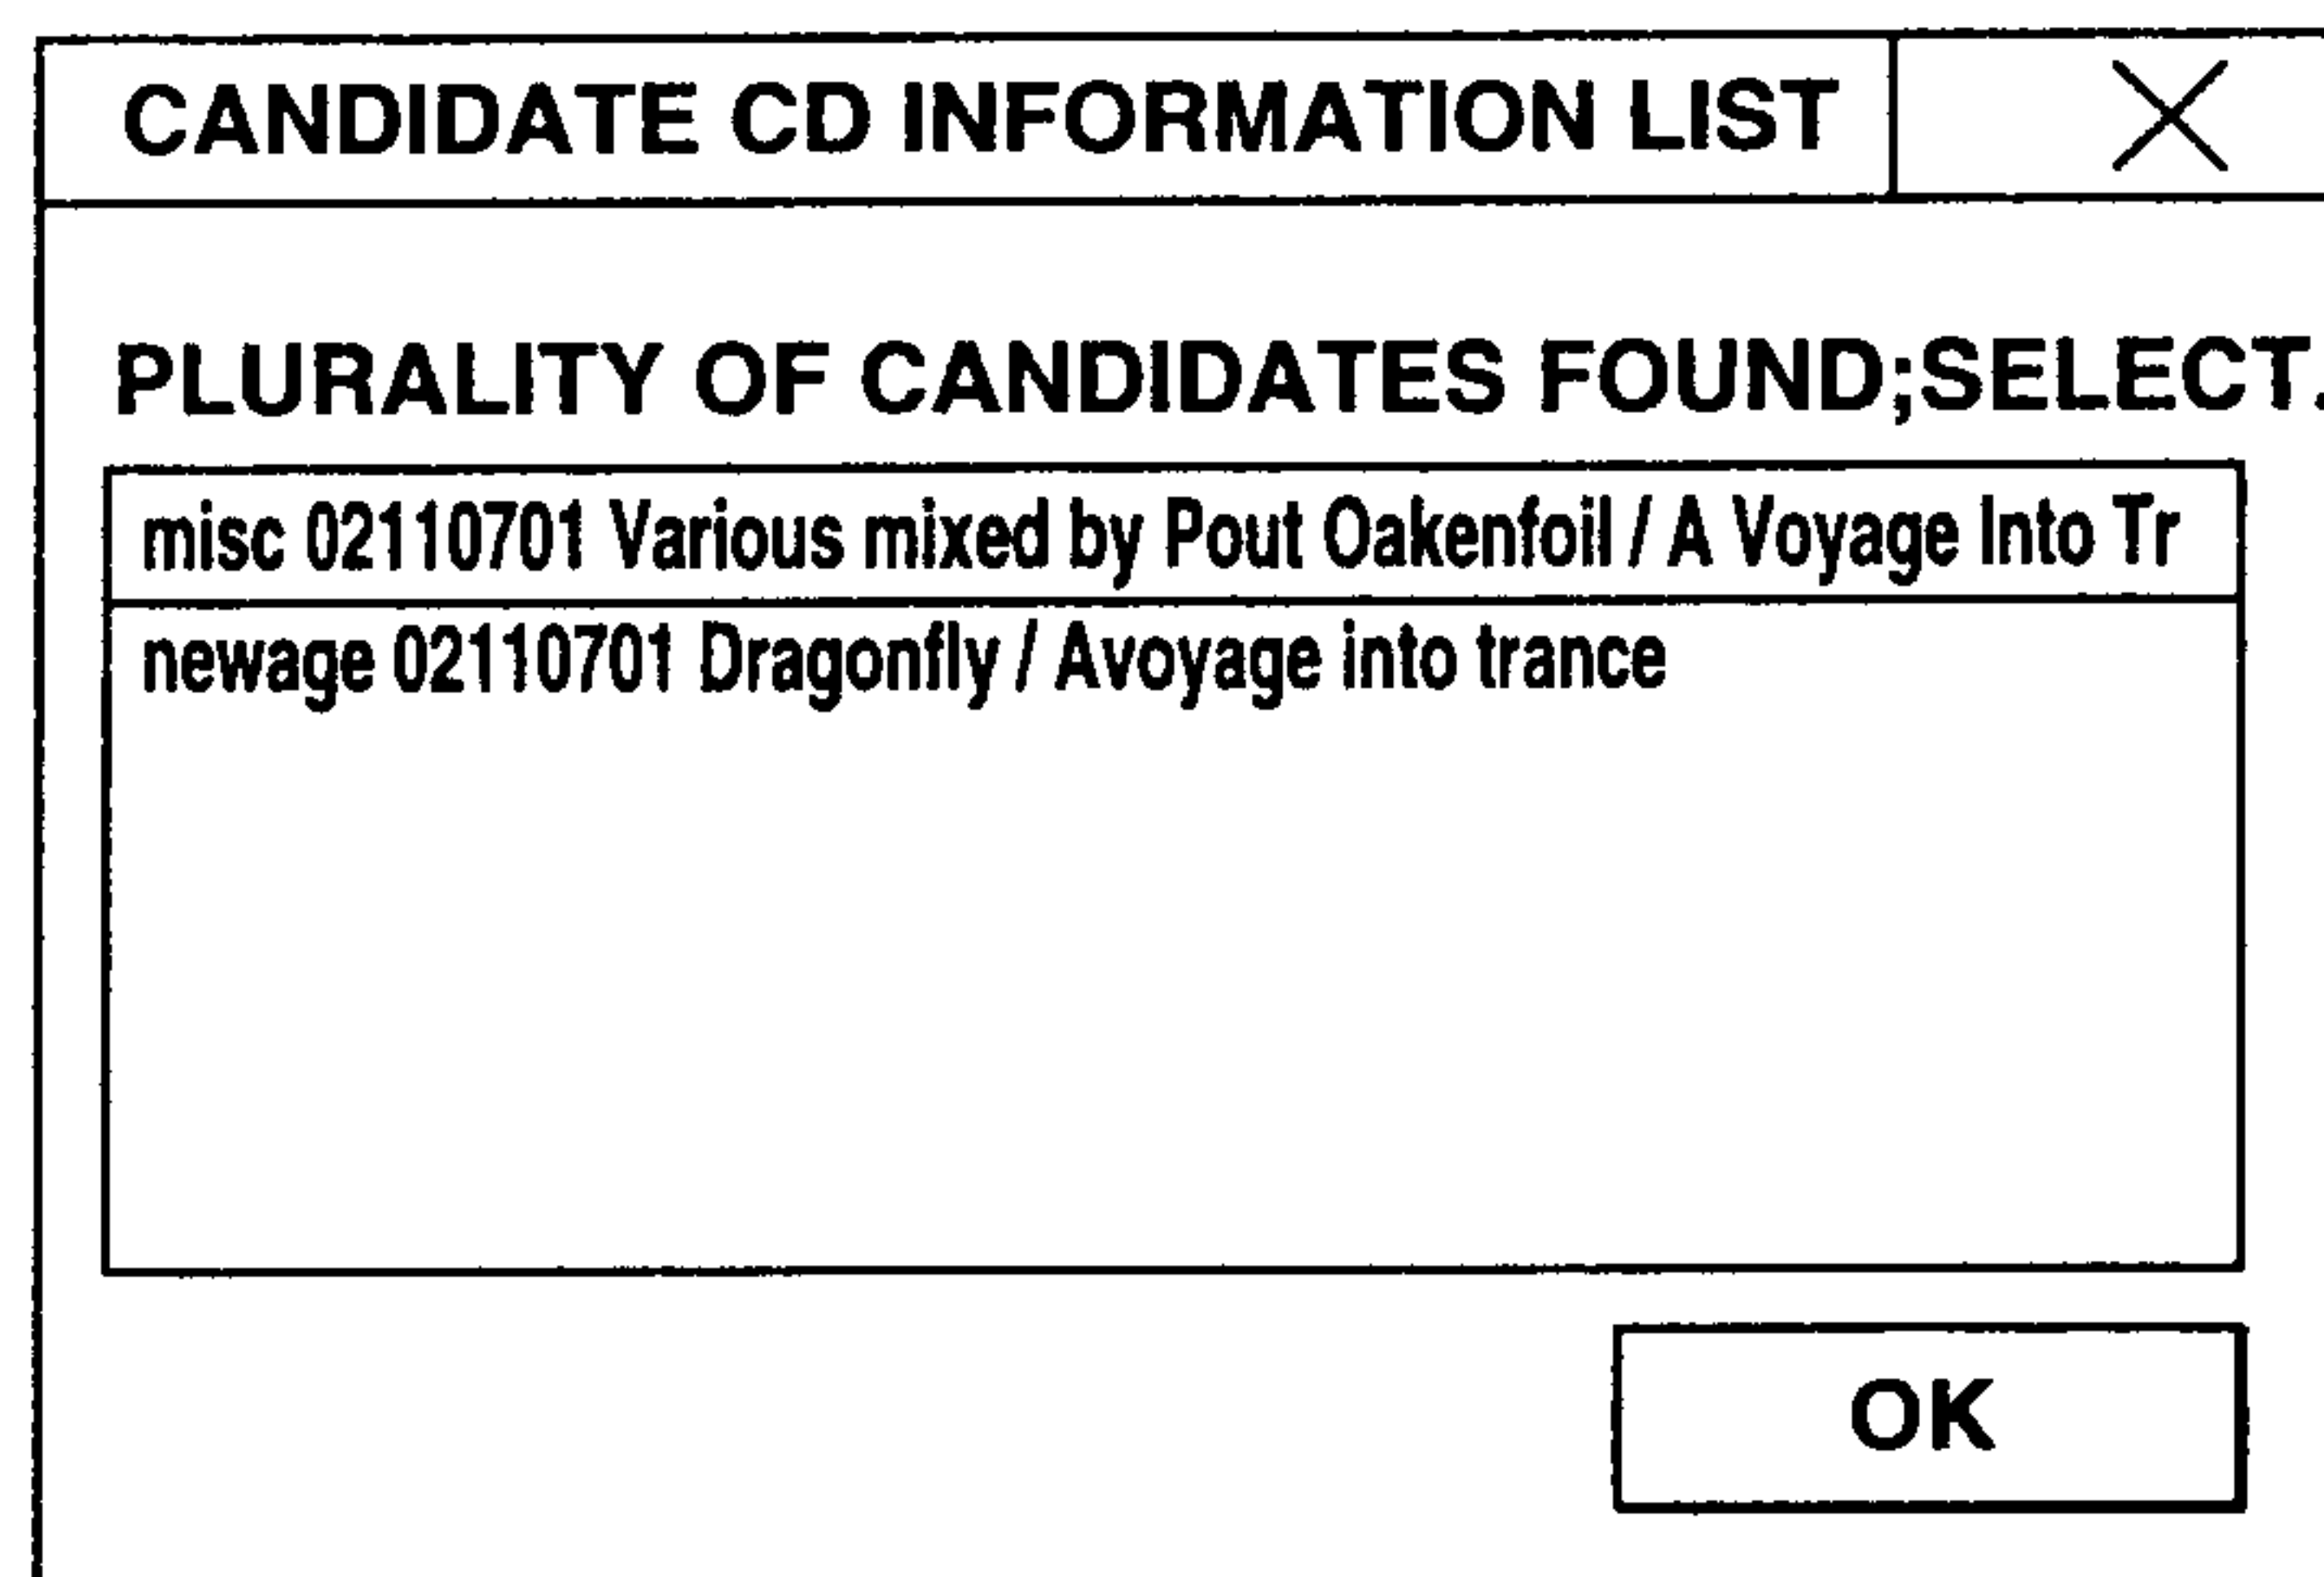 CANDIDATE CD INFORMATION LIST
PLURALITY OF CANDIDATES FOUND;SELECT.
misc 02110701 Various mixed by Pout Oakenfoil / A Voyage Into Tr
newage 02110701 Dragonfly / Avoyage into trance
OK